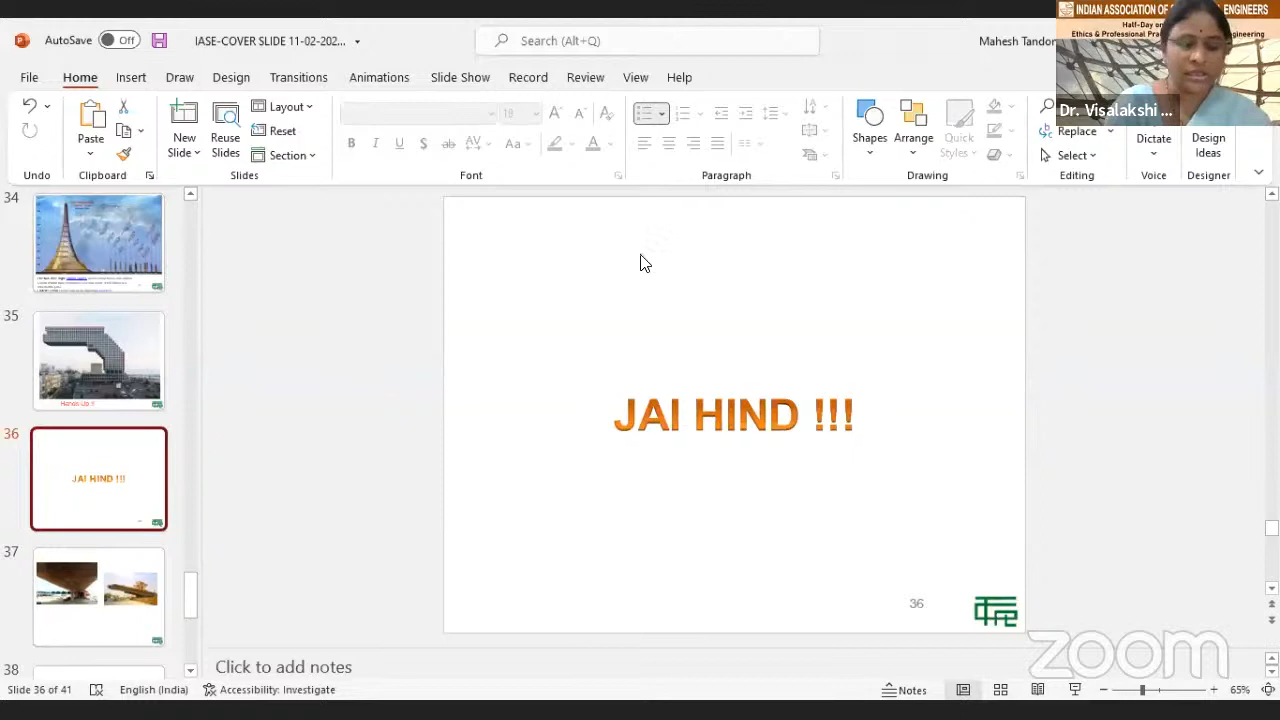 INDIAN ASSOCIATION OF
ENGINEERS
Half-Day on
Ethics & Professional
Engineering
Dr. Visalakshi ...
AutoSave Off
IASE-COVER SLIDE 11-02-202...
Search (Alt+Q)
Mahesh Tandon
File Home Insert Draw Design Transitions Animations Slide Show Record Review View Help
Layout
Reset
Section
Paste
New
Slide
Reuse
Slides
18
Shapes
Arrange
Quick
Styles
Replace
Select
Dictate
Design
Ideas
Undo Clipboard Slides Font Paragraph Drawing Editing Voice Designer
34
35
Hands Up !!
36
JAI HIND !!!
37
38
JAI HIND !!!
36
zoom
Click to add notes
Slide 36 of 41
English (India)
Accessibility: Investigate
Notes
65%